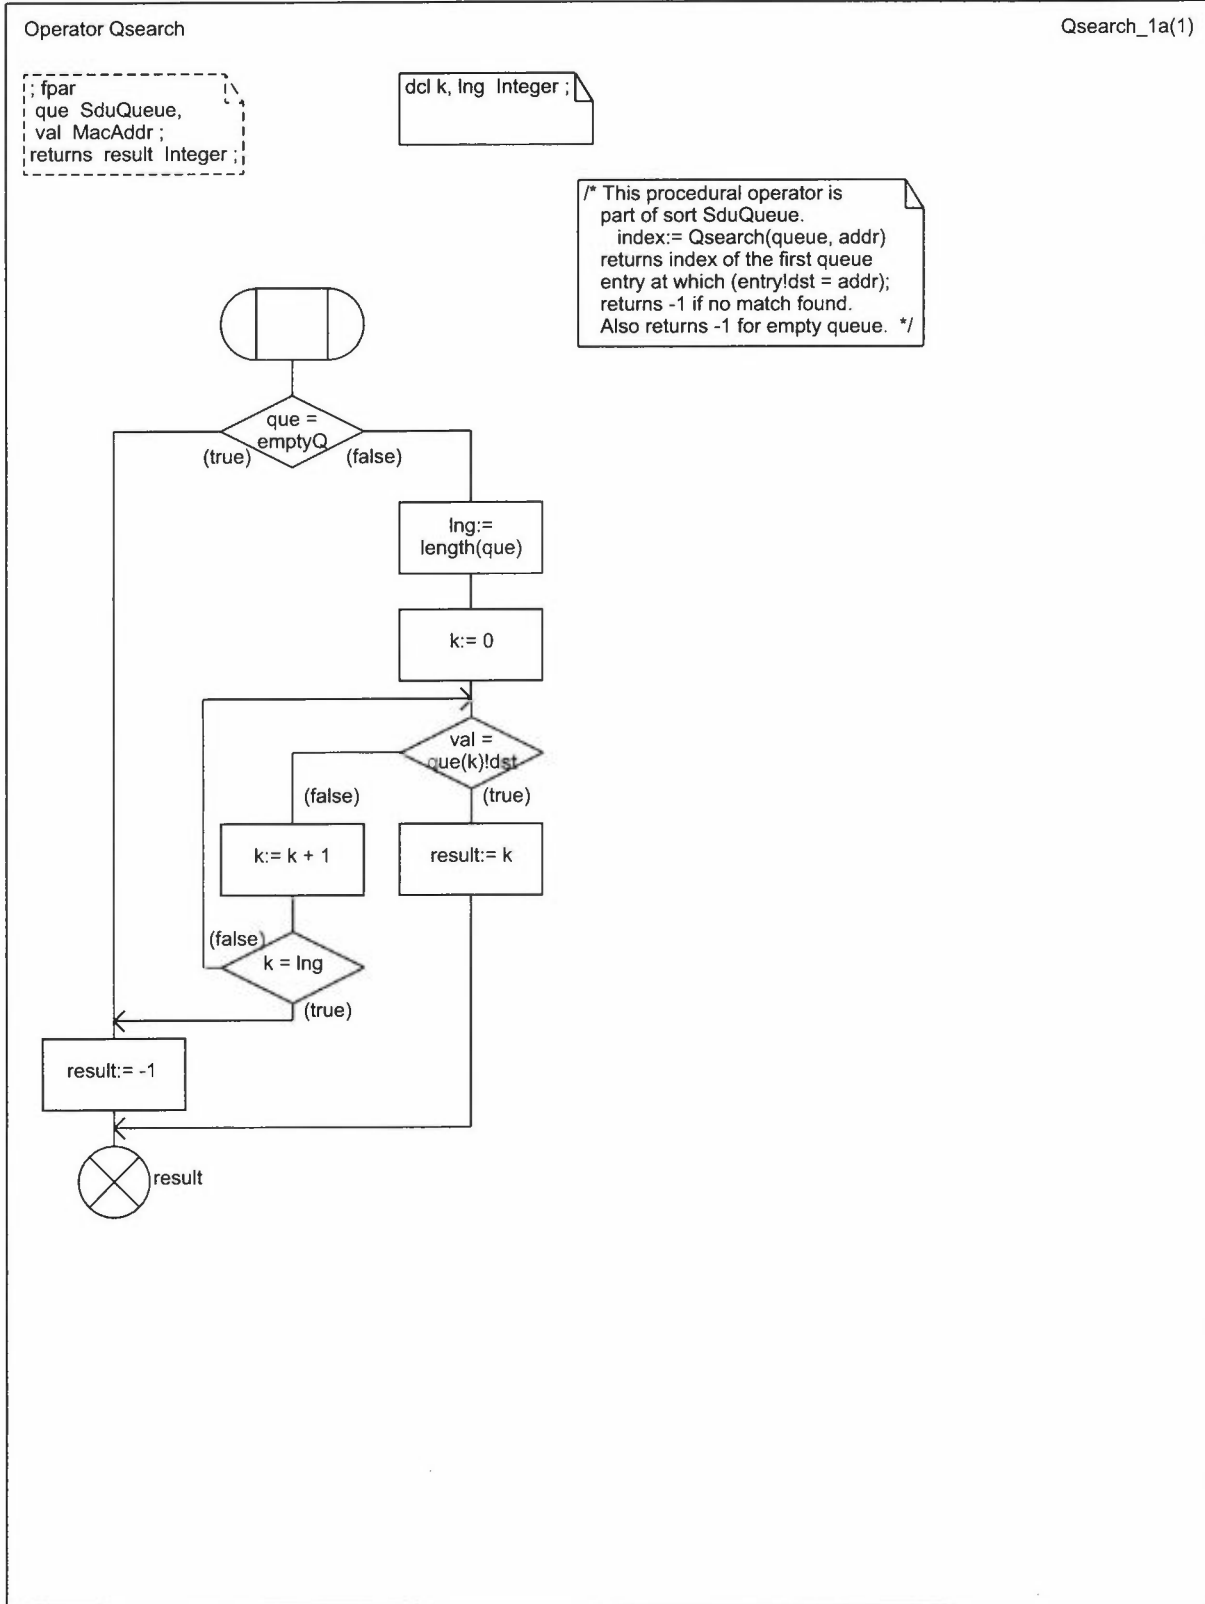 Operator Qsearch
Qsearch_1a(1)
; fpar
que SduQueue,
val MacAddr ;
returns result Integer ;
dcl k, lng Integer ;
/* This procedural operator is
part of sort SduQueue.
index:= Qsearch(queue, addr)
returns index of the first queue
entry at which (entry!dst = addr);
returns -1 if no match found.
Also returns -1 for empty queue. */
que =
emptyQ
(true)
(false)
lng:=
length(que)
k:= 0
val =
que(k)!dst
(false)
(true)
k:= k + 1
result:= k
(false)
k = lng
(true)
result:= -1
result